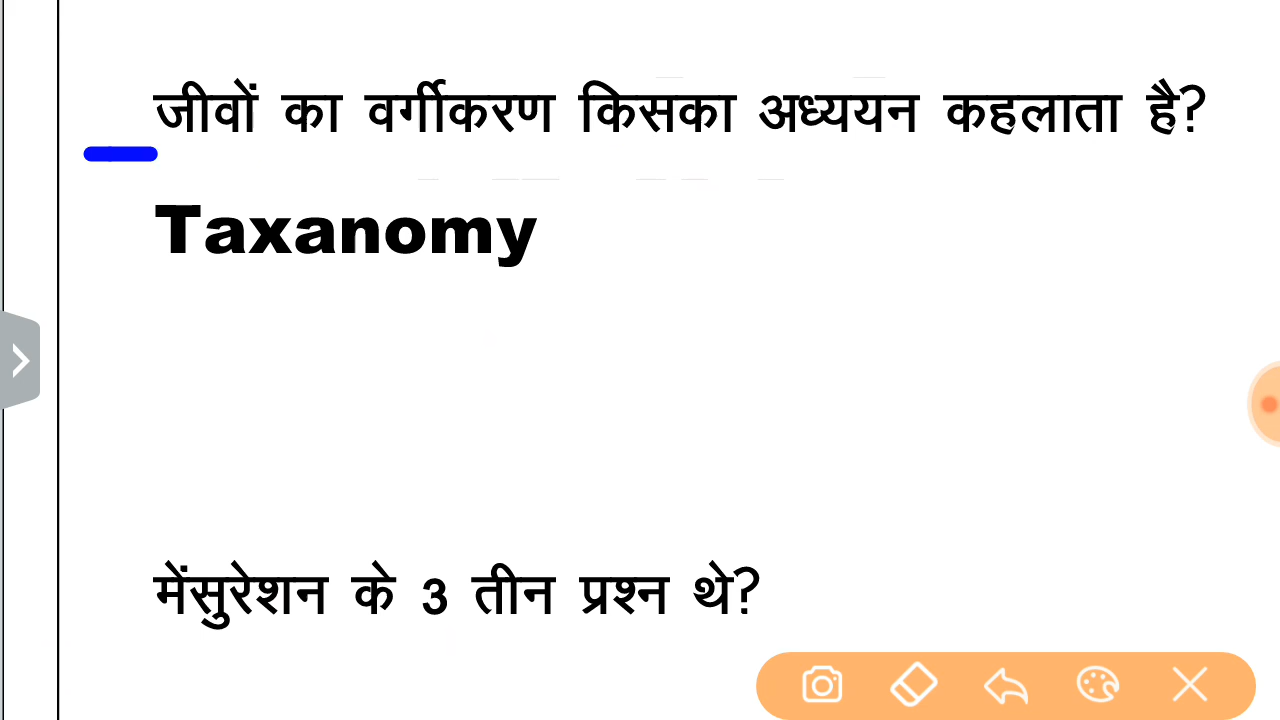 जीवों का वर्गीकरण किसका अध्ययन कहलाता है?
Taxanomy
मेंसुरेशन के 3 तीन प्रश्न थे?